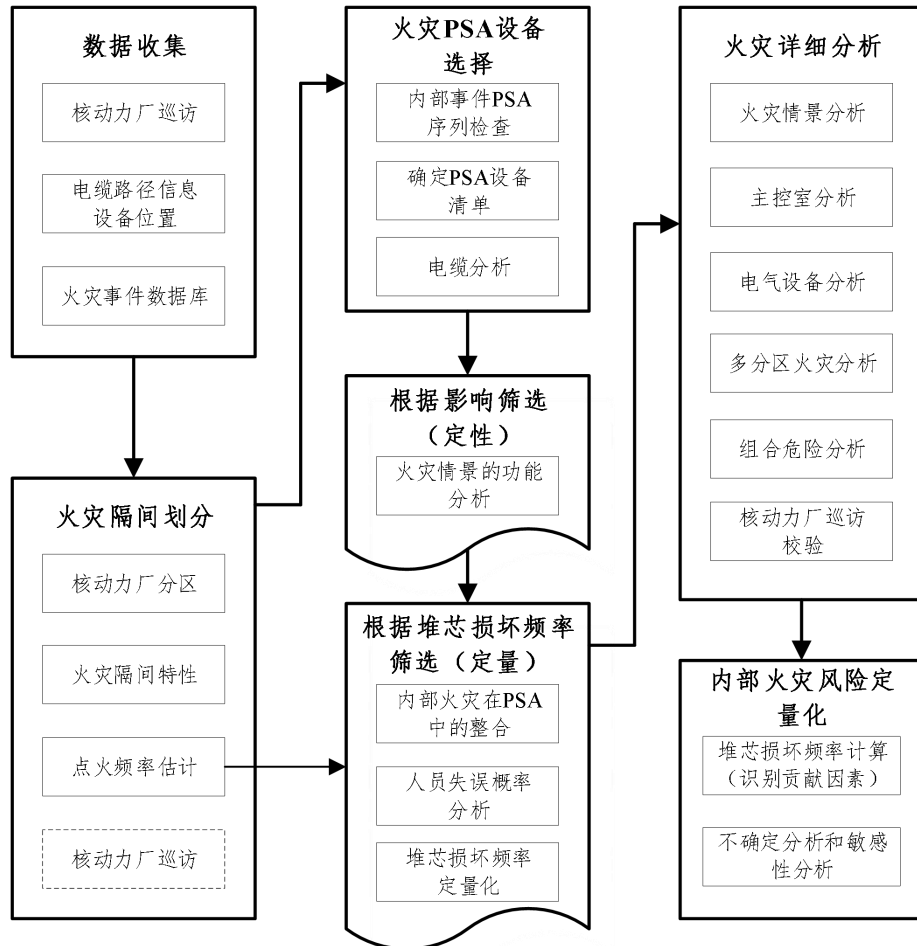 数据收集
核动力厂巡访
电缆路径信息
设备位置
火灾事件数据库
火灾隔间划分
核动力厂分区
火灾隔间特性
点火频率估计
核动力厂巡访
火灾PSA设备
选择
内部事件PSA
序列检查
确定PSA设备
清单
电缆分析
根据影响筛选
（定性）
火灾情景的功能
分析
根据堆芯损坏频率
筛选（定量）
内部火灾在PSA
中的整合
人员失误概率
分析
堆芯损坏频率
定量化
火灾详细分析
火灾情景分析
主控室分析
电气设备分析
多分区火灾分析
组合危险分析
核动力厂巡访
校验
内部火灾风险定
量化
堆芯损坏频率计算
（识别贡献因素）
不确定分析和敏感
性分析